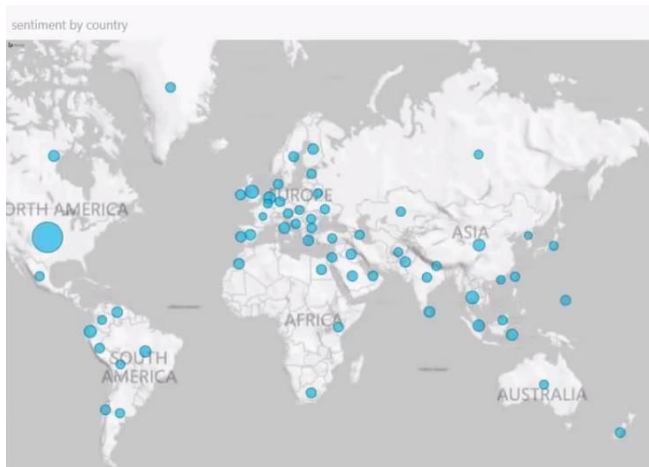 sentiment by country
ORTH AMERICA
EUROPE
ASIA
AFRICA
SOUTH
AMERICA
AUSTRALIA